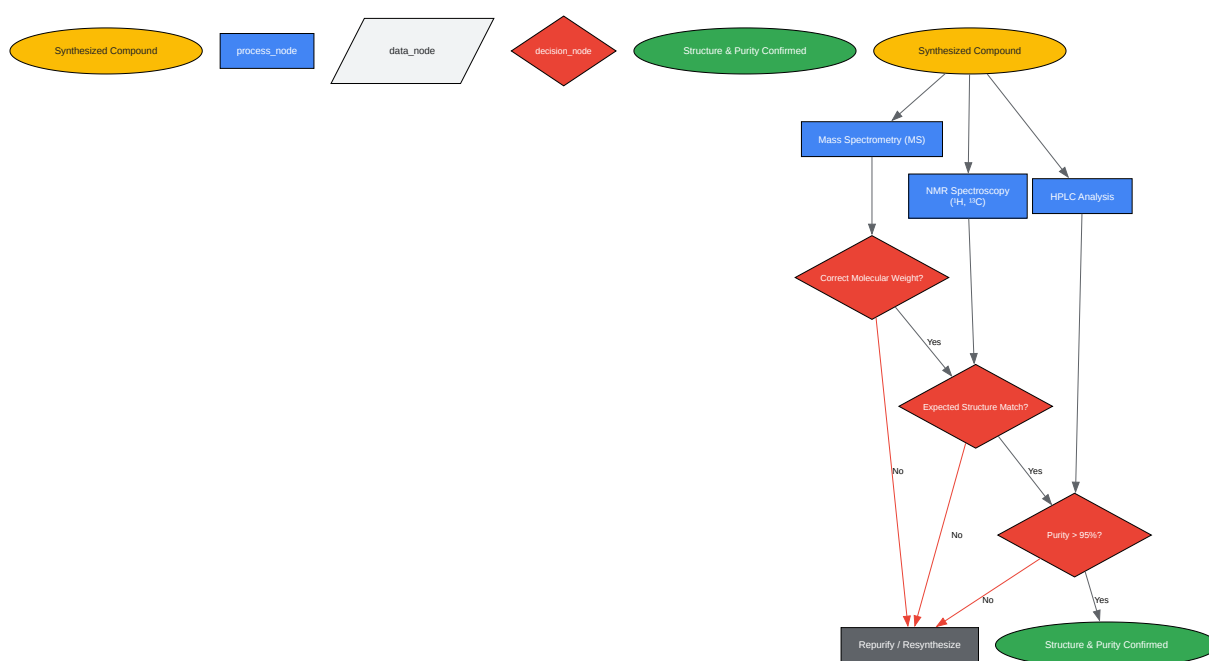 Synthesized Compound
process_node
data_node
decision_node
Structure & Purity Confirmed
Synthesized Compound
Mass Spectrometry (MS)
NMR Spectroscopy
(¹H, ¹³C)
HPLC Analysis
Correct Molecular Weight?
Yes
Expected Structure Match?
No
Yes
No
Purity > 95%?
No
Yes
Repurify / Resynthesize
Structure & Purity Confirmed